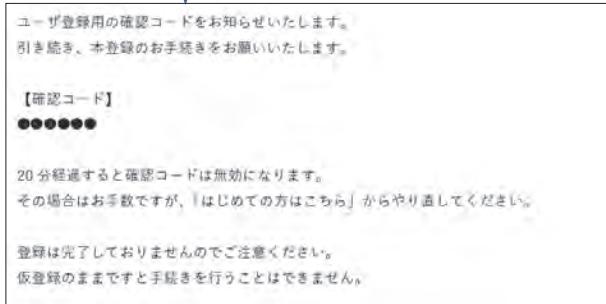 ユーザ登録用の確認コードをお知らせいたします。
引き続き、本登録のお手続きをお願いいたします。
【確認コード】
●●●●●●
20分経過すると確認コードは無効になります。
その場合はお手数ですが、「はじめての方はこちら」からやり直してください。
登録は完了しておりませんのでご注意ください。
仮登録のままですと手続きを行うことはできません。